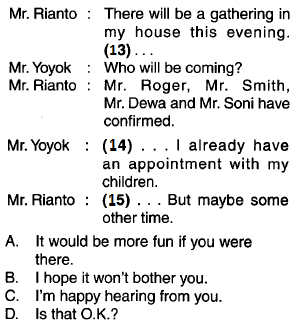 Mr. Rianto : There will be a gathering in
my house this evening.
(13) . . .
Mr. Yoyok : Who will be coming?
Mr. Rianto : Mr. Roger, Mr. Smith,
Mr. Dewa and Mr. Soni have
confirmed.
Mr. Yoyok : (14) . . . I already have
an appointment with my
children.
Mr. Rianto : (15) . . . But maybe some
other time.
A. It would be more fun if you were
there.
B. I hope it won't bother you.
C. I'm happy hearing from you.
D. Is that O.K.?